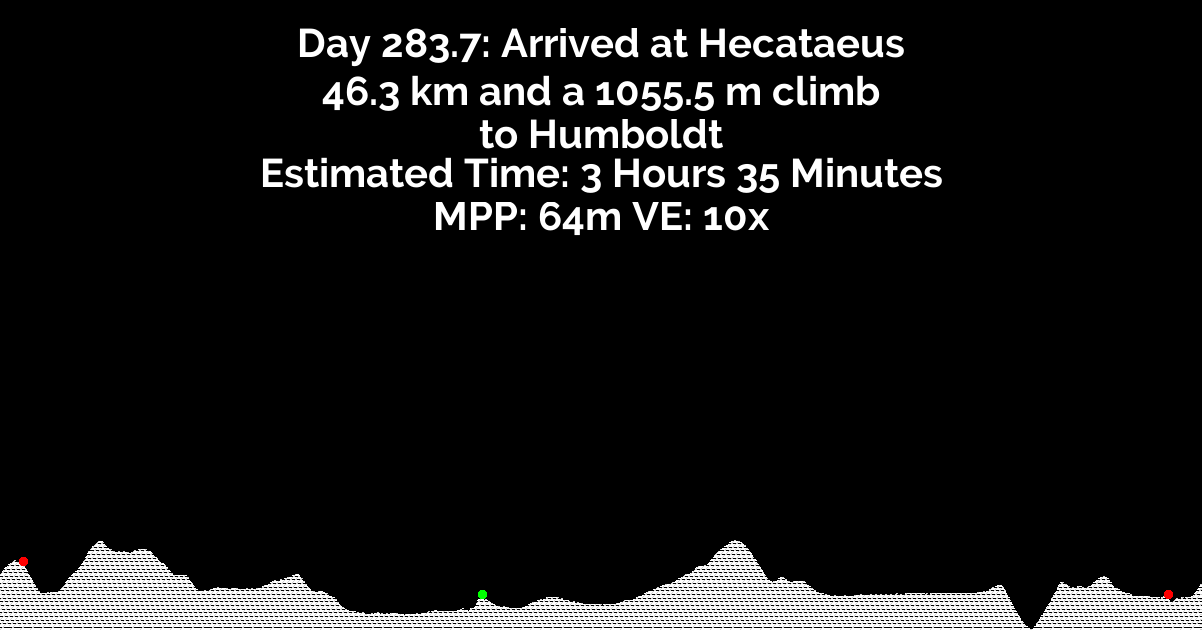 Day 283.7: Arrived at Hecataeus
46.3 km and a 1055.5 m climb
to Humboldt
Estimated Time: 3 Hours 35 Minutes
MPP: 64m VE: 10x